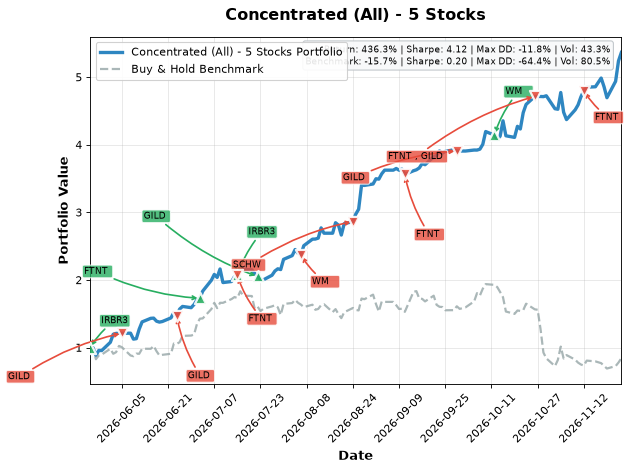 Concentrated (All) - 5 Stocks
Concentrated (All) - 5 Stocks Portfolio
Buy & Hold Benchmark
436.3% | Sharpe: 4.12 | Max DD: -11.8% | Vol: 43.3%
-15.7% | Sharpe: 0.20 | Max DD: -64.4% | Vol: 80.5%
Portfolio Value
5
4
3
2
1
WM
FTNT
FTNT, GILD
GILD
FTNT
GILD
IRBR3
SCHW
FTNT
WM
IRBR3
FTNT
GILD
GILD
2026-06-05
2026-06-21
2026-07-07
2026-07-23
2026-08-08
2026-08-24
2026-09-09
2026-09-25
2026-10-11
2026-10-27
2026-11-12
Date